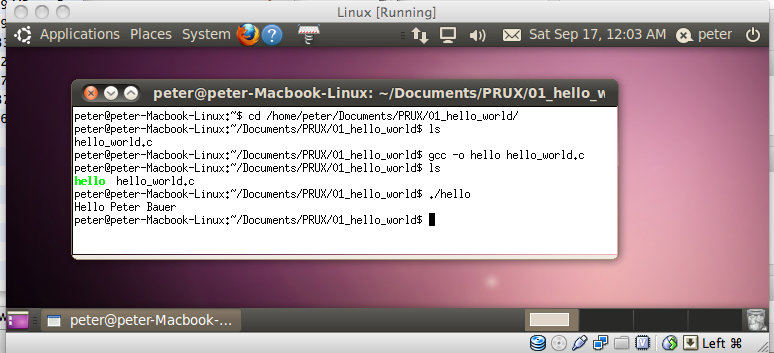 Linux [Running]
Applications Places System Sat Sep 17, 12:03 AM peter
peter@peter-Macbook-Linux: ~/Documents/PRUX/01_hello_w
peter@peter-Macbook-Linux:~$ cd /home/peter/Documents/PRUX/01_hello_world/
peter@peter-Macbook-Linux:~/Documents/PRUX/01_hello_world$ ls
hello_world.c
peter@peter-Macbook-Linux:~/Documents/PRUX/01_hello_world$ gcc -o hello hello_world.c
peter@peter-Macbook-Linux:~/Documents/PRUX/01_hello_world$ ls
hello hello_world.c
peter@peter-Macbook-Linux:~/Documents/PRUX/01_hello_world$ ./hello
Hello Peter Bauer
peter@peter-Macbook-Linux:~/Documents/PRUX/01_hello_world$
peter@peter-Macbook-...
Left ⌘